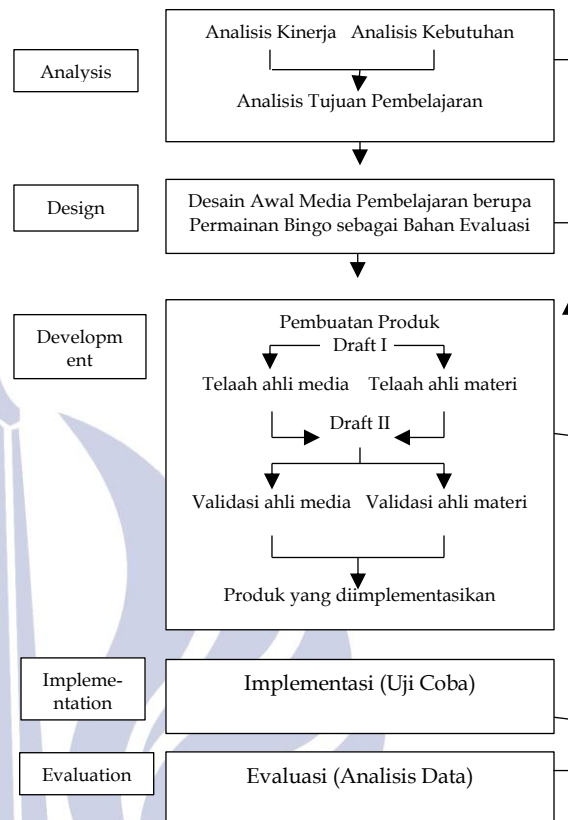 Analysis
Analisis Kinerja Analisis Kebutuhan
Analisis Tujuan Pembelajaran
Design
Desain Awal Media Pembelajaran berupa
Permainan Bingo sebagai Bahan Evaluasi
Developm
ent
Pembuatan Produk
Draft I
Telaah ahli media Telaah ahli materi
Draft II
Validasi ahli media Validasi ahli materi
Produk yang diimplementasikan
Impleme-
ntation
Implementasi (Uji Coba)
Evaluation
Evaluasi (Analisis Data)